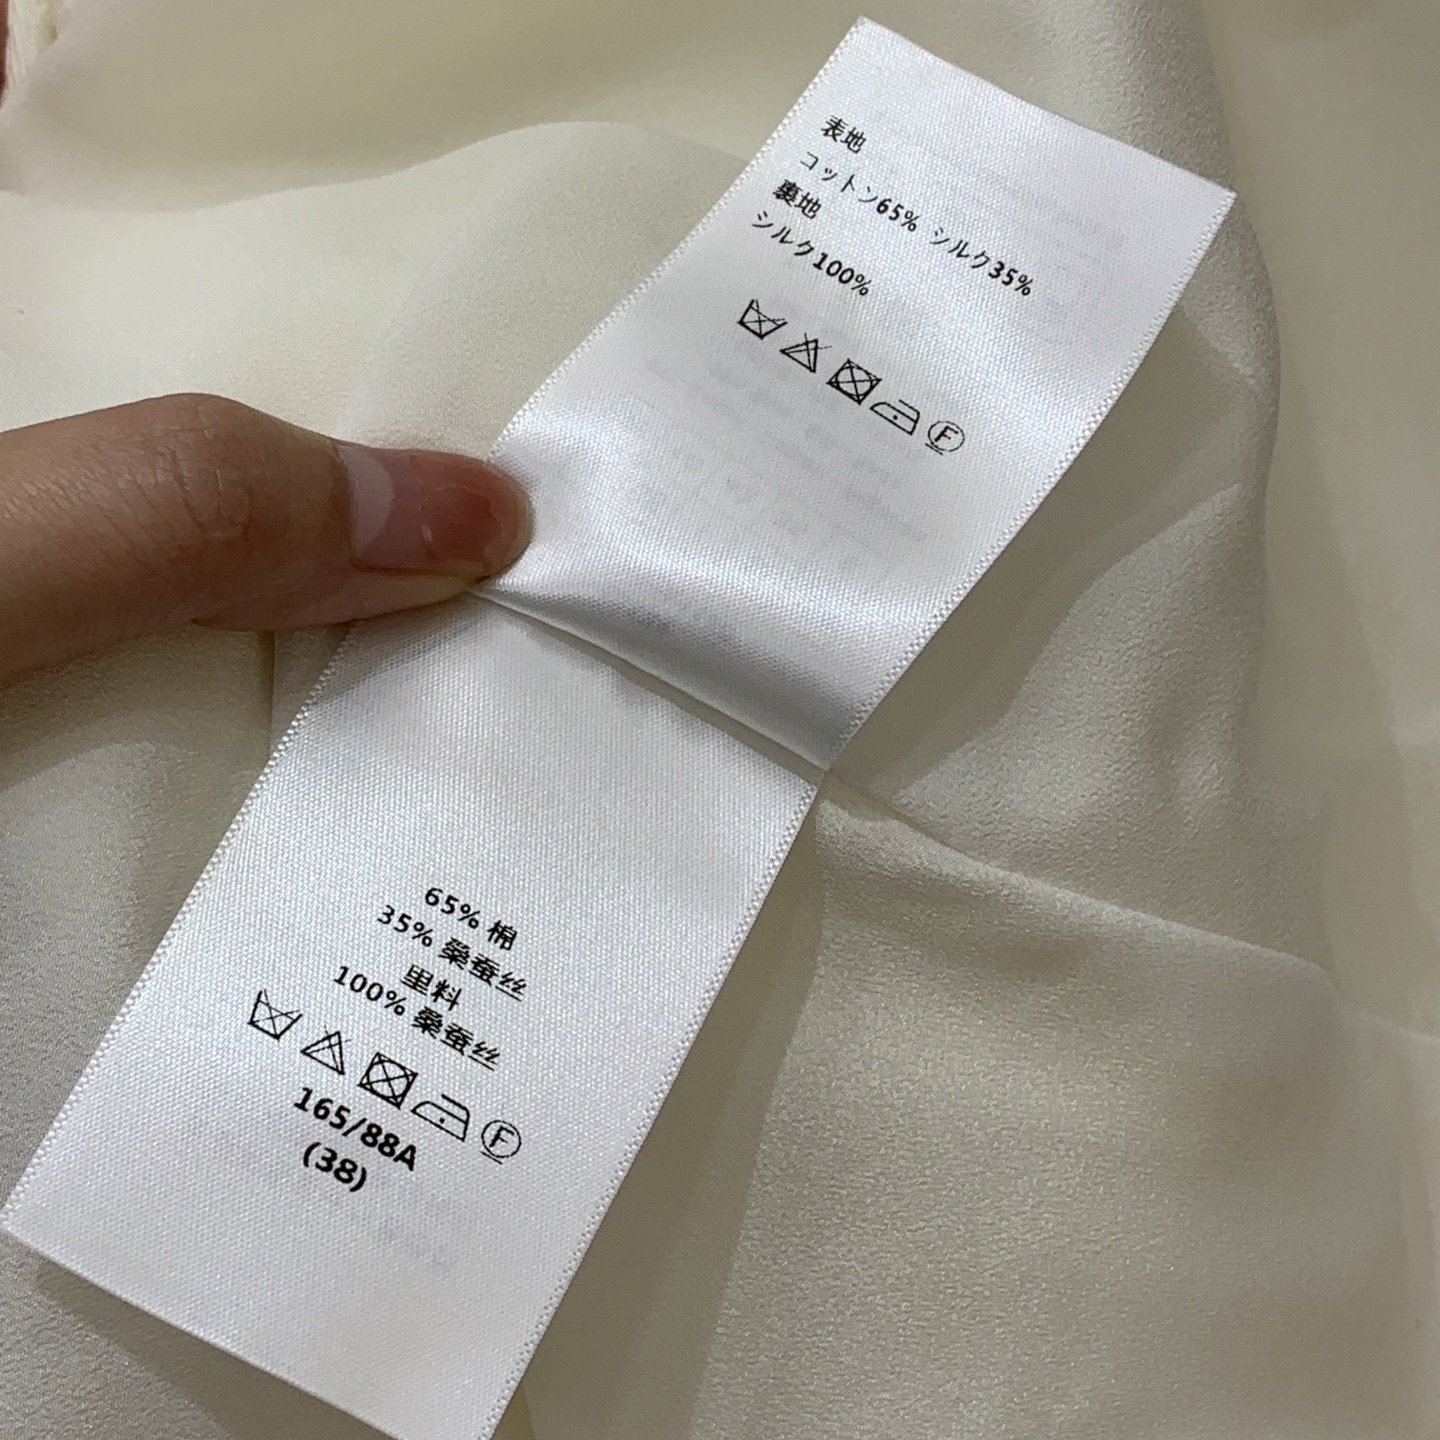 表地
コットン65% シルク35%
裏地
シルク100%
F
65% 棉
35% 桑蚕丝
里料
100% 桑蚕丝
F
165/88A
(38)